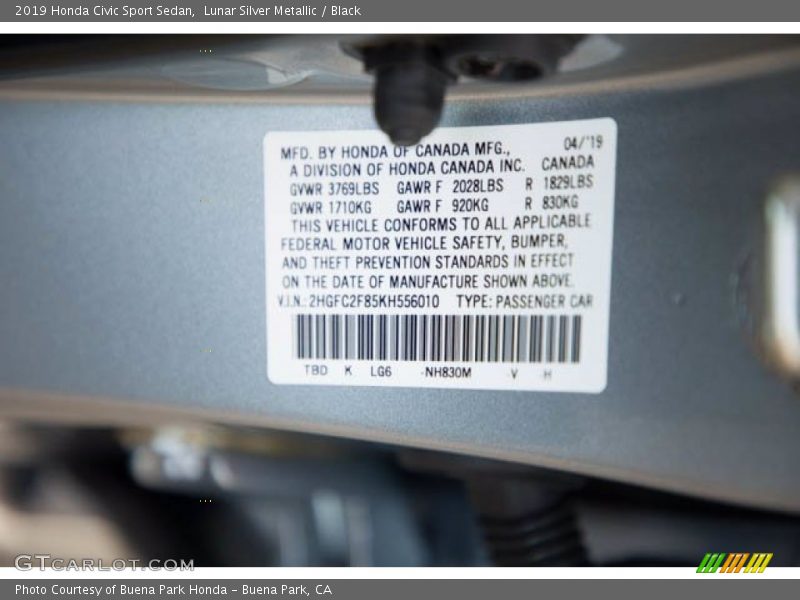 2019 Honda Civic Sport Sedan,  Lunar Silver Metallic / Black
MFD. BY HONDA OF CANADA MFG., 04/'19
A DIVISION OF HONDA CANADA INC. CANADA
GVWR 3769LBS GAWR F 2028LBS R 1829LBS
GVWR 1710KG GAWR F 920KG R 830KG
THIS VEHICLE CONFORMS TO ALL APPLICABLE
FEDERAL MOTOR VEHICLE SAFETY, BUMPER,
AND THEFT PREVENTION STANDARDS IN EFFECT
ON THE DATE OF MANUFACTURE SHOWN ABOVE.
V.I.N.: 2HGFC2F85KH556010 TYPE: PASSENGER CAR
TBD K LG6 -NH830M -V -H
GTcarlot.com
Photo Courtesy of Buena Park Honda – Buena Park, CA